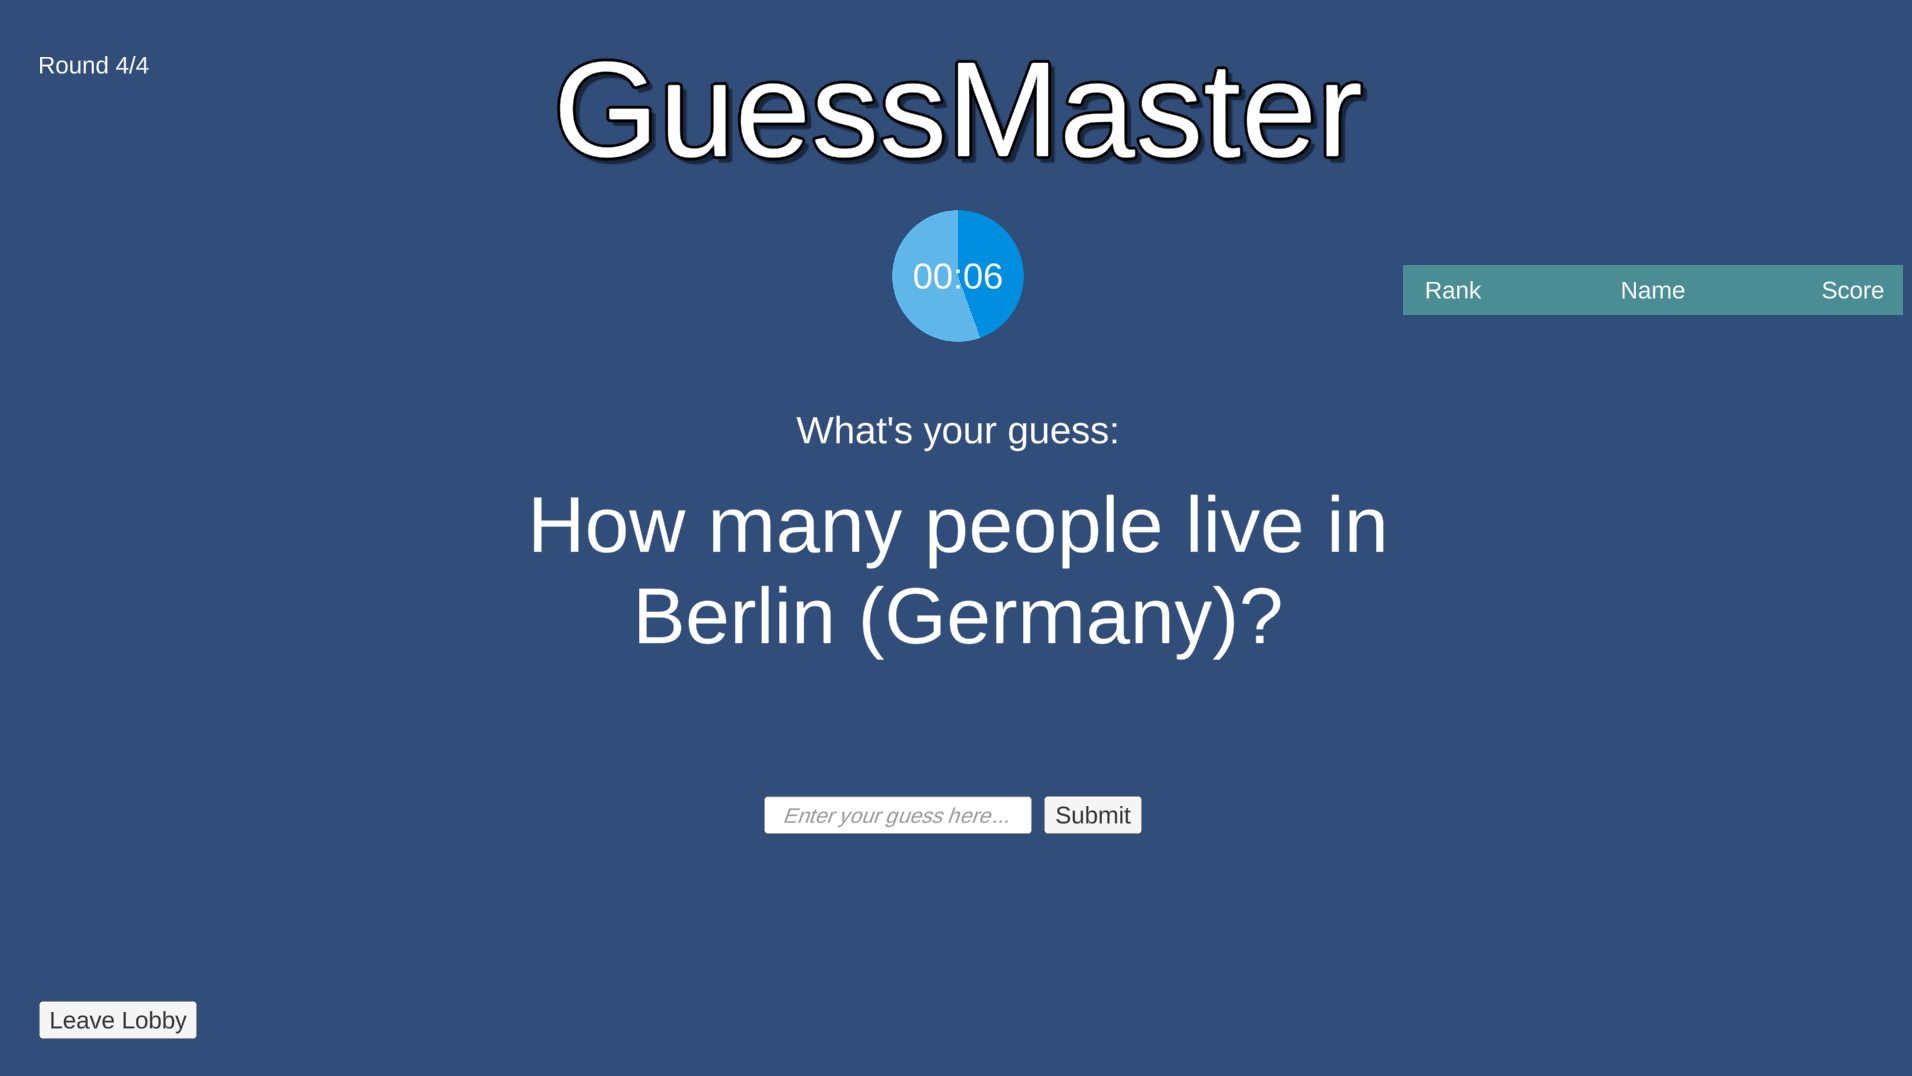 Round 4/4
GuessMaster
00:06
Rank Name Score
What's your guess:
How many people live in
Berlin (Germany)?
Enter your guess here...
Submit
Leave Lobby